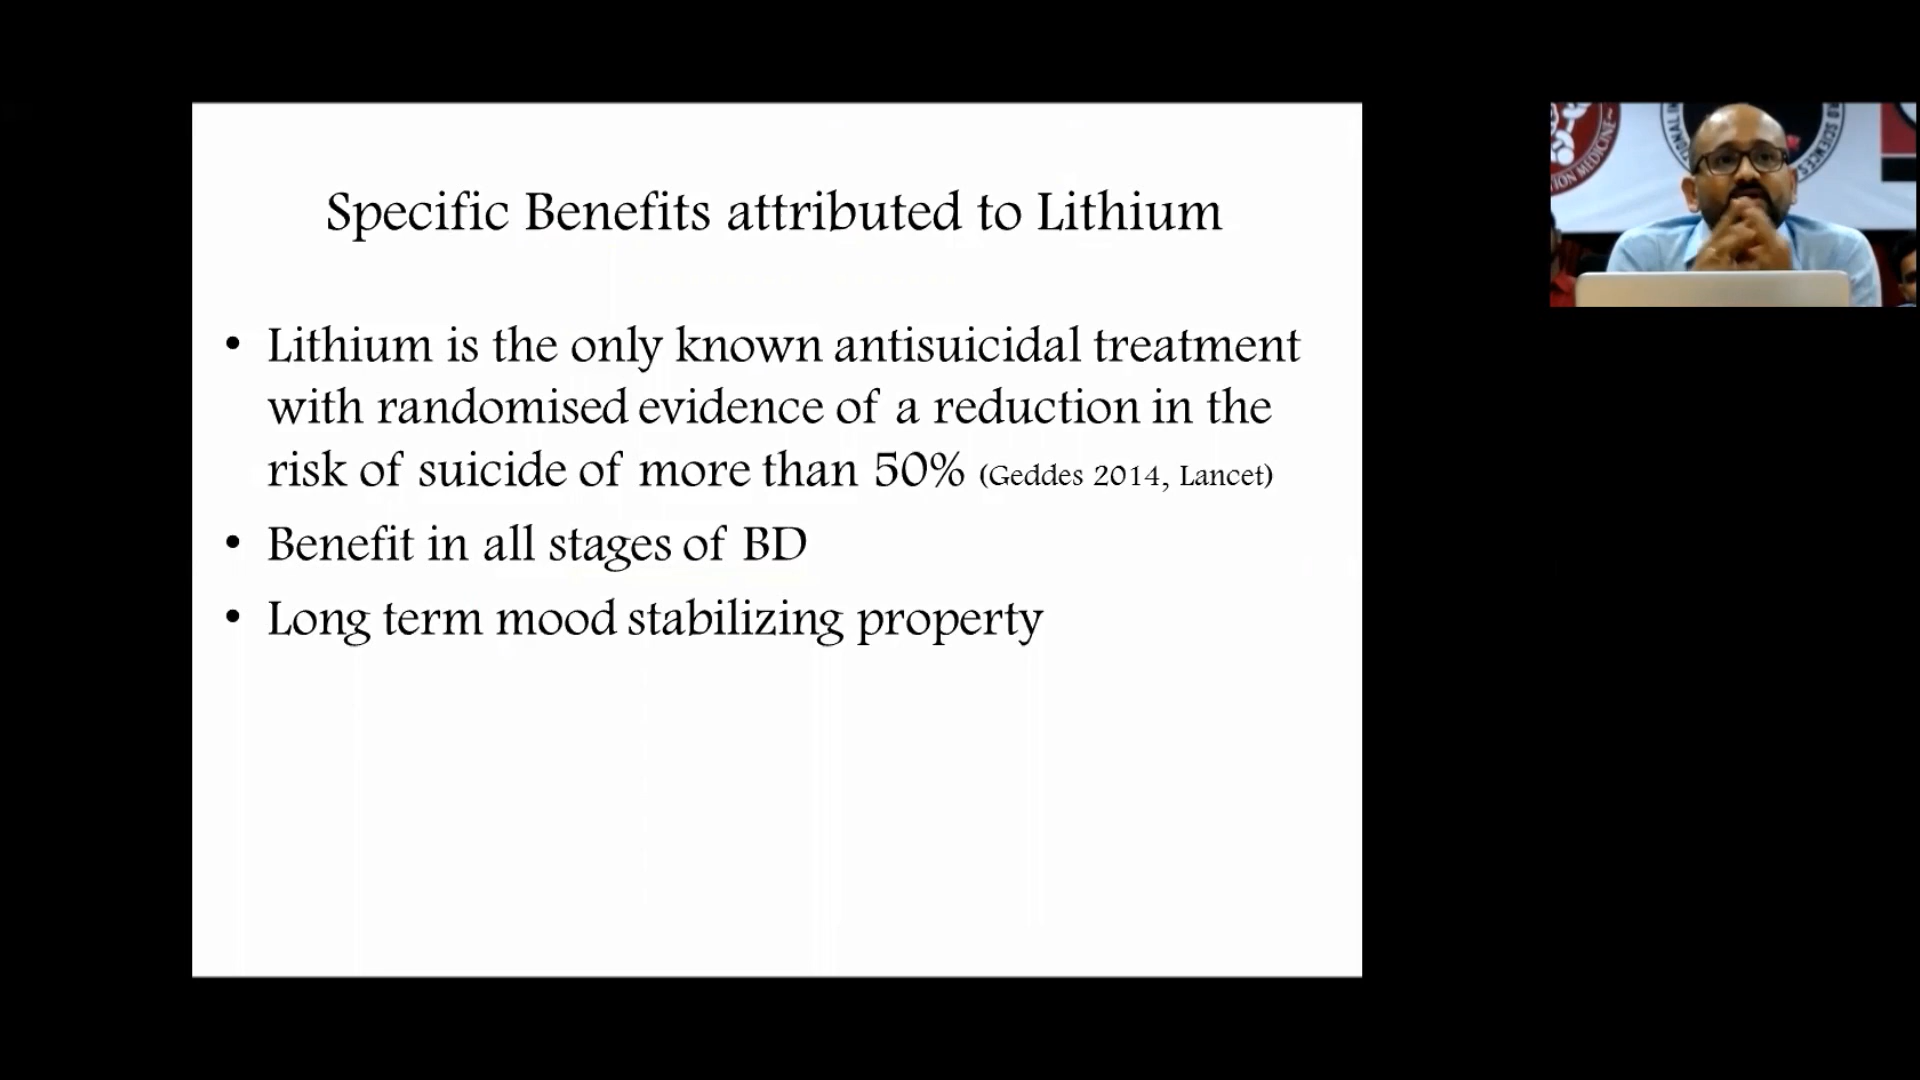 Specific Benefits attributed to Lithium
• Lithium is the only known antisuicidal treatment
with randomised evidence of a reduction in the
risk of suicide of more than 50% (Geddes 2014, Lancet)
• Benefit in all stages of BD
• Long term mood stabilizing property
MEDICINE
SCIENCES